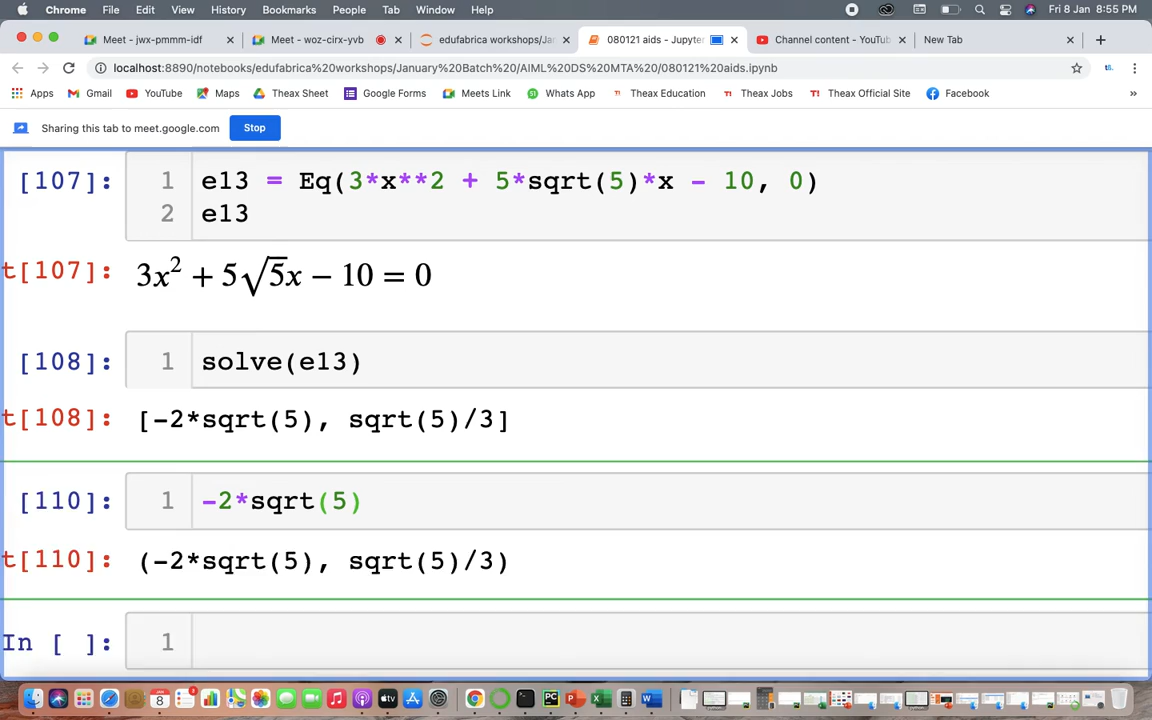 Chrome File Edit View History Bookmarks People Tab Window Help Fri 8 Jan 8:55 PM
Meet - jwx-pmmm-idf Meet - woz-cirx-yvb edufabrica workshops/Jan 080121 aids - Jupyter Channel content - YouTub New Tab
localhost:8890/notebooks/edufabrica%20workshops/January%20Batch%20/AIML%20DS%20MTA%20/080121%20aids.ipynb
Apps Gmail YouTube Maps Theax Sheet Google Forms Meets Link Whats App Theax Education Theax Jobs Theax Official Site Facebook »
Sharing this tab to meet.google.com Stop
[107]: 1 e13 = Eq(3*x**2 + 5*sqrt(5)*x - 10, 0)
2 e13
t[107]: 3x² + 5√5x − 10 = 0
[108]: 1 solve(e13)
t[108]: [-2*sqrt(5), sqrt(5)/3]
[110]: 1 -2*sqrt(5)
t[110]: (-2*sqrt(5), sqrt(5)/3)
In [ ]: 1